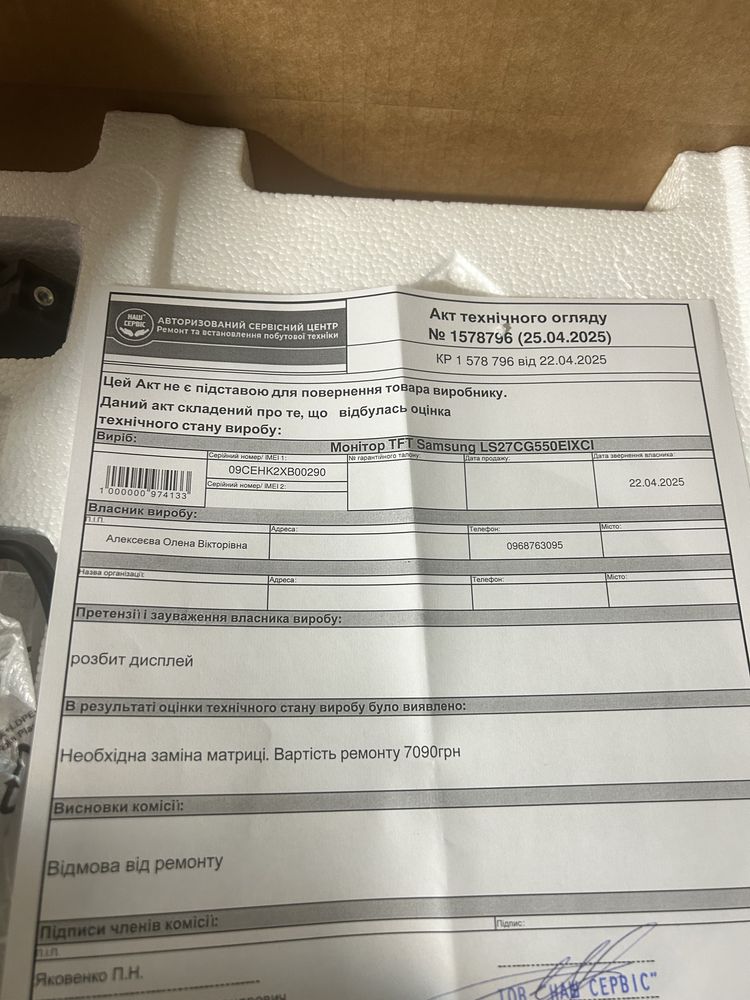 НАШ СЕРВІС
АВТОРИЗОВАНИЙ СЕРВІСНИЙ ЦЕНТР
Ремонт та встановлення побутової техніки
Акт технічного огляду
№ 1578796 (25.04.2025)
КР 1 578 796 від 22.04.2025
Цей Акт не є підставою для повернення товара виробнику.
Даний акт складений про те, що відбулась оцінка
технічного стану виробу:
Виріб: Монітор TFT Samsung LS27CG550EIXCI
Серійний номер/ IMEI 1: № гарантійного талону: Дата продажу: Дата звернення власника:
09CEHK2XB00290
22.04.2025
Серійний номер/ IMEI 2:
1 000000 974133
Власник виробу:
П.І.П. Адреса: Телефон: Місто:
Алексеєва Олена Вікторівна 0968763095
Назва організації: Адреса: Телефон: Місто:
Претензії і зауваження власника виробу:
розбит дисплей
В результаті оцінки технічного стану виробу було виявлено:
Необхідна заміна матриці. Вартість ремонту 7090грн
Висновки комісії:
Відмова від ремонту
Підписи членів комісії: Підпис:
П.І.П.
Яковенко П.Н.
ТОВ "НАШ СЕРВІС"